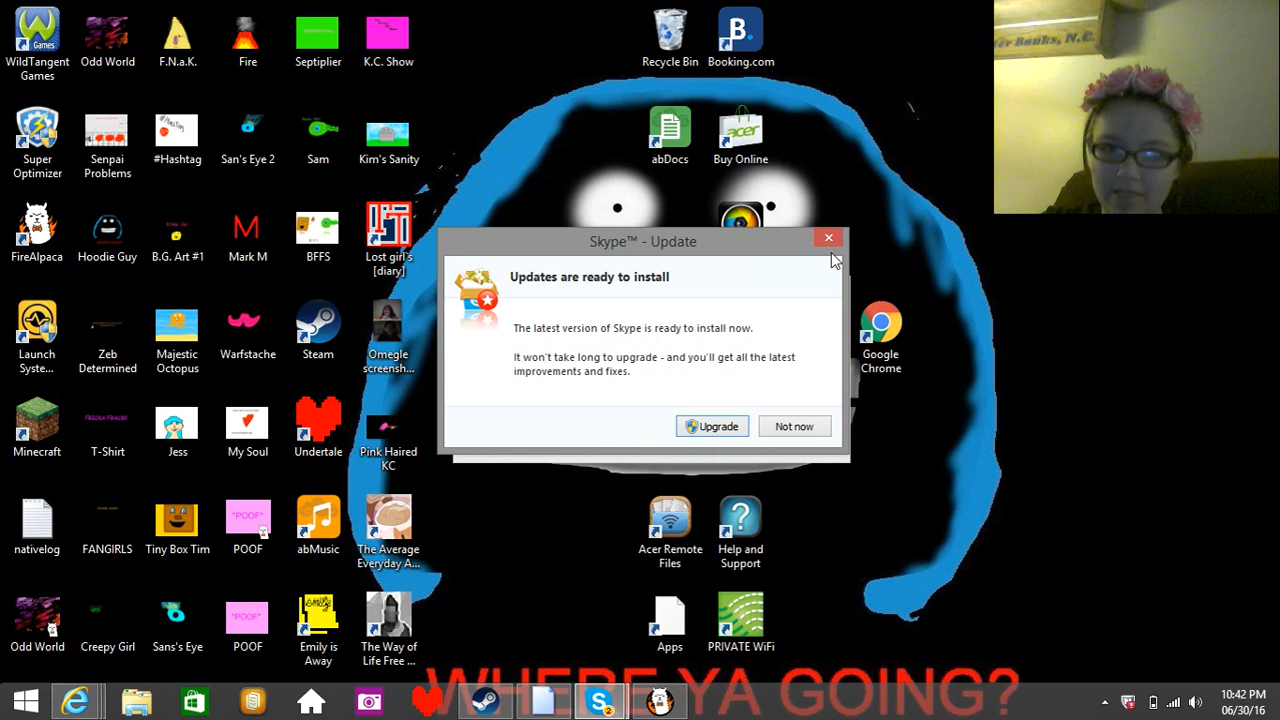 WildTangent Games
Odd World
F.N.a.K.
Fire
Septiplier
K.C. Show
Recycle Bin
Booking.com
B.
Super Optimizer
Senpai Problems
#Hashtag
San's Eye 2
Sam
Kim's Sanity
abDocs
acer
Buy Online
FireAlpaca
Hoodie Guy
B.G. Art #1
M
Mark M
BFFS
Lost girl's [diary]
Skype™ - Update
Updates are ready to install
The latest version of Skype is ready to install now.
It won't take long to upgrade - and you'll get all the latest
improvements and fixes.
Upgrade
Not now
Launch Syste...
Zeb Determined
Majestic Octopus
Warfstache
Steam
Omegle screensh...
Google Chrome
Minecraft
T-Shirt
Jess
My Soul
Undertale
Pink Haired KC
nativelog
FANGIRLS
Tiny Box Tim
*POOF*
POOF
abMusic
The Average Everyday A...
Acer Remote Files
Help and Support
Odd World
Creepy Girl
Sans's Eye
*POOF*
POOF
Emily is Away
The Way of Life Free ...
Apps
PRIVATE WiFi
WHERE YA GOING?
10:42 PM
06/30/16